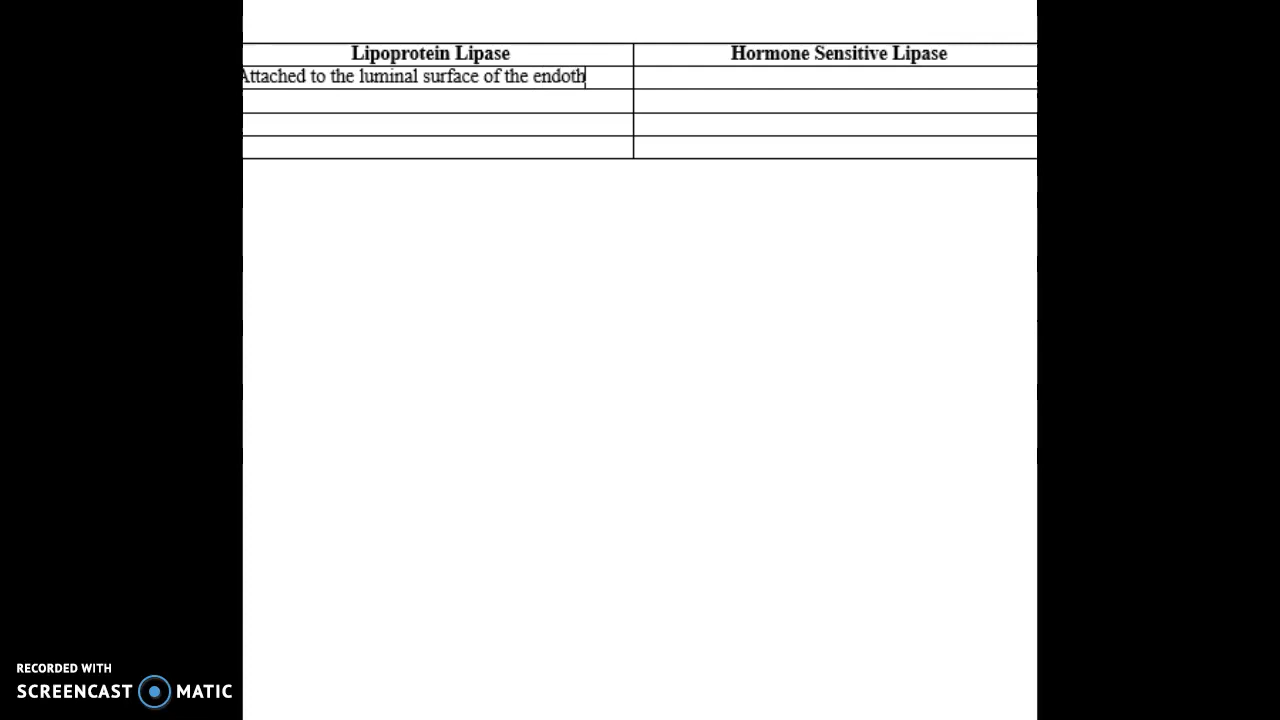 Lipoprotein Lipase
Hormone Sensitive Lipase
Attached to the luminal surface of the endoth
RECORDED WITH
SCREENCAST MATIC